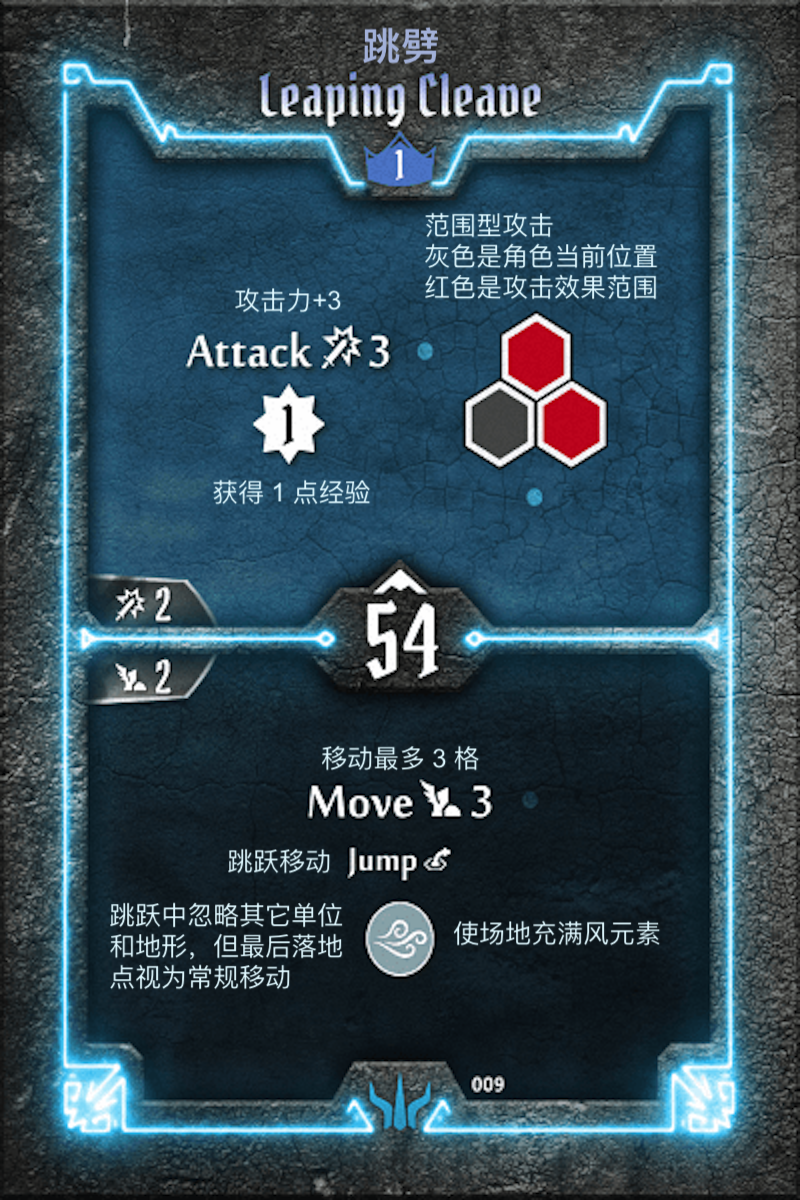 跳劈
Leaping Cleave
1
范围型攻击
灰色是角色当前位置
红色是攻击效果范围
攻击力+3
Attack 3
1
获得 1 点经验
2
54
2
移动最多 3 格
Move 3
跳跃移动 Jump
跳跃中忽略其它单位
和地形，但最后落地
点视为常规移动
使场地充满风元素
009